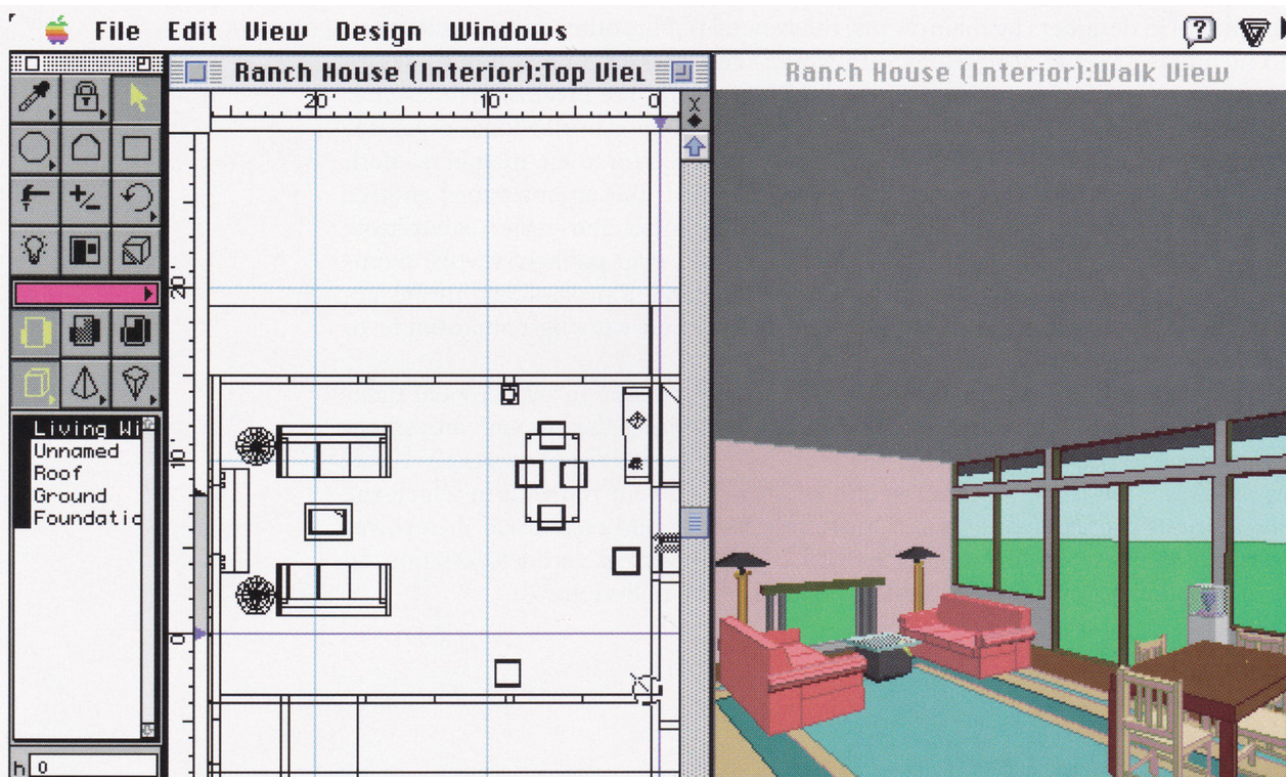 File Edit View Design Windows
Ranch House (Interior):Top Vie
Ranch House (Interior):Walk View
20' 10' 0
X
20'
10'
0
Living Wi
Unnamed
Roof
Ground
Foundatio
h 0